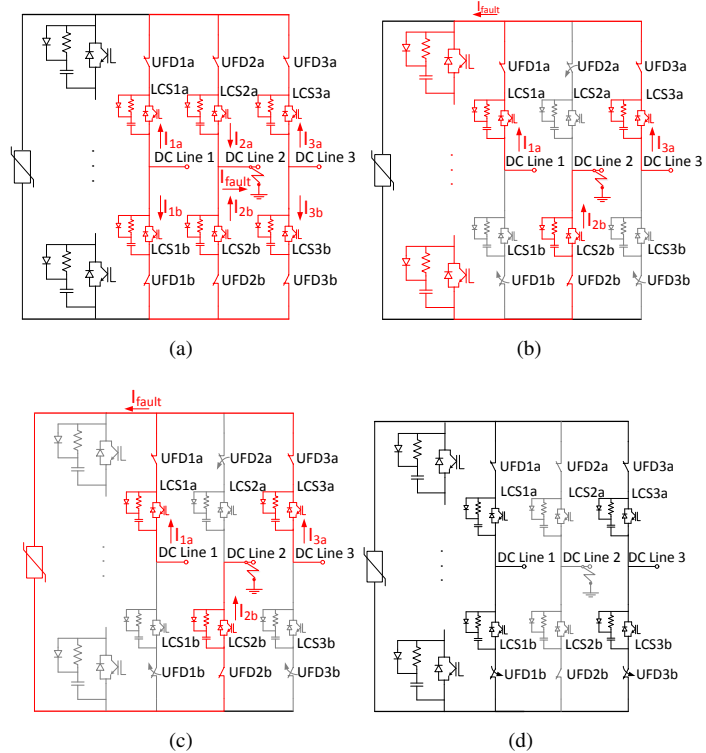 UFD1a UFD2a UFD3a
LCS1a LCS2a LCS3a
I1a I2a I3a
DC Line 1 DC Line 2 DC Line 3
Ifault
I1b I2b I3b
LCS1b LCS2b LCS3b
UFD1b UFD2b UFD3b
(a)
Ifault
UFD1a UFD2a UFD3a
LCS1a LCS2a LCS3a
I1a I3a
DC Line 1 DC Line 2 DC Line 3
I2b
LCS1b LCS2b LCS3b
UFD1b UFD2b UFD3b
(b)
Ifault
UFD1a UFD2a UFD3a
LCS1a LCS2a LCS3a
I1a I3a
DC Line 1 DC Line 2 DC Line 3
I2b
LCS1b LCS2b LCS3b
UFD1b UFD2b UFD3b
(c)
UFD1a UFD2a UFD3a
LCS1a LCS2a LCS3a
DC Line 1 DC Line 2 DC Line 3
LCS1b LCS2b LCS3b
UFD1b UFD2b UFD3b
(d)